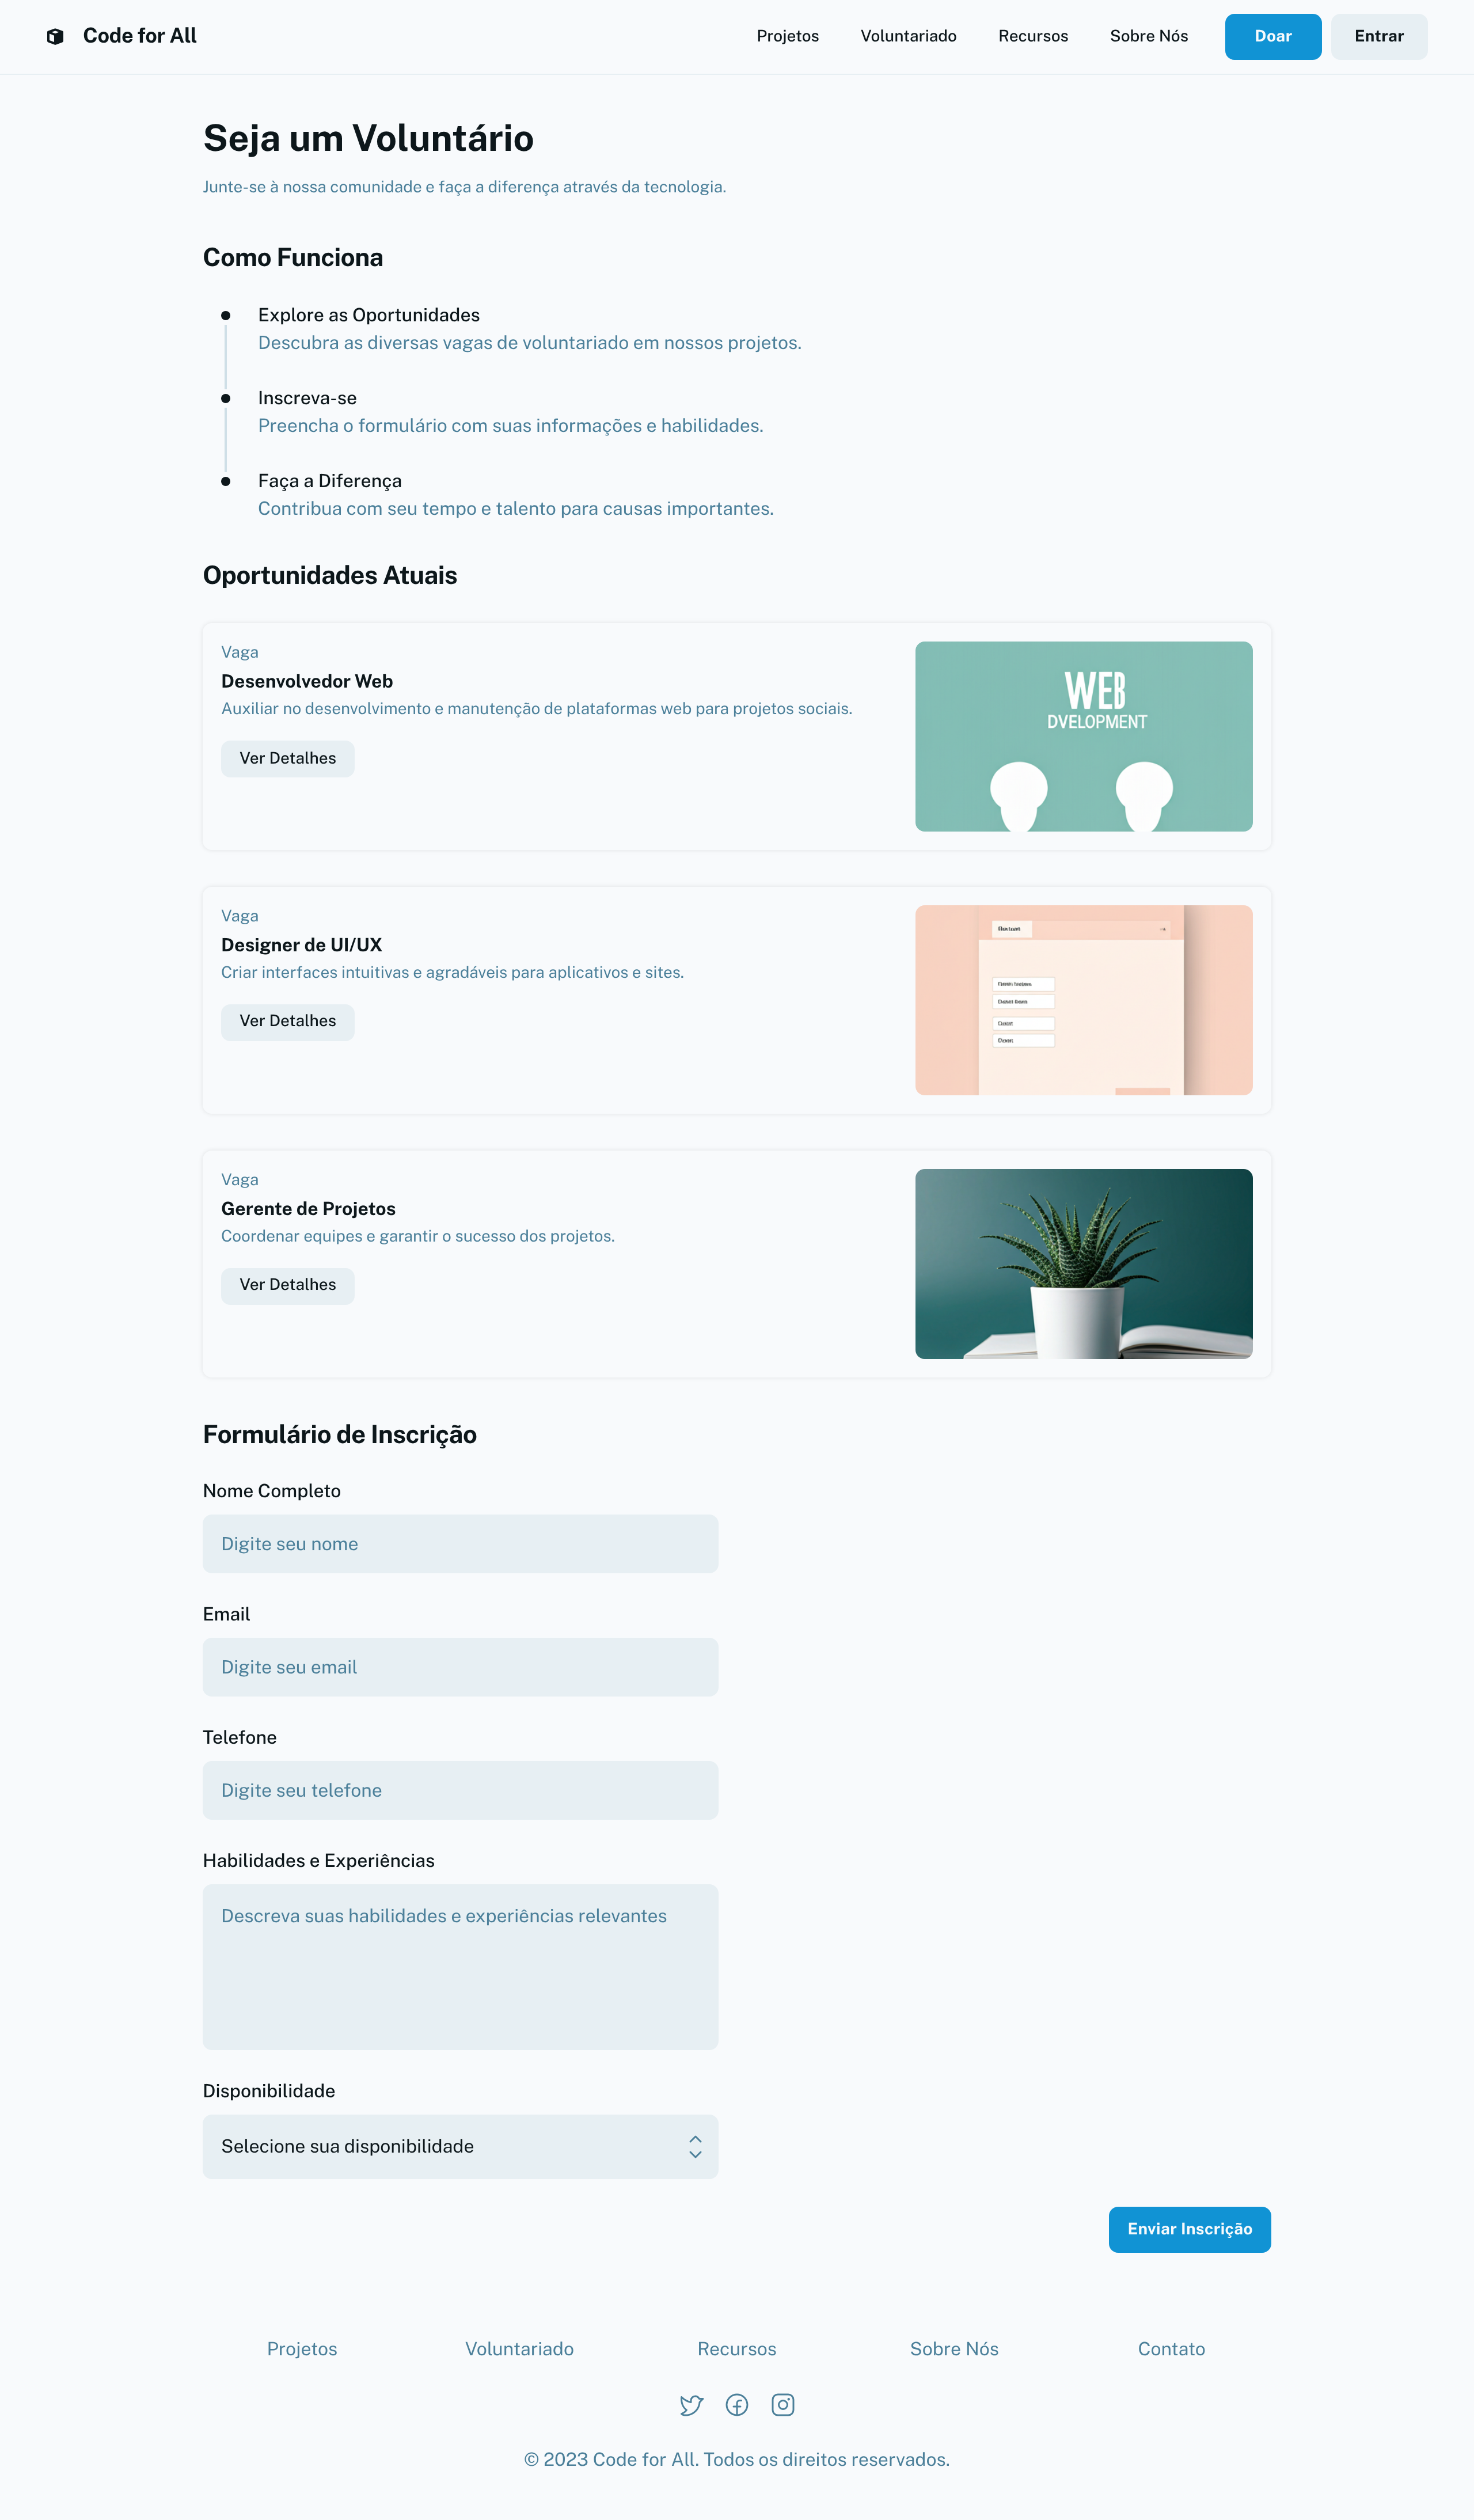 Code for All
Projetos
Voluntariado
Recursos
Sobre Nós
Doar
Entrar
Seja um Voluntário
Junte-se à nossa comunidade e faça a diferença através da tecnologia.
Como Funciona
Explore as Oportunidades
Descubra as diversas vagas de voluntariado em nossos projetos.
Inscreva-se
Preencha o formulário com suas informações e habilidades.
Faça a Diferença
Contribua com seu tempo e talento para causas importantes.
Oportunidades Atuais
Vaga
Desenvolvedor Web
Auxiliar no desenvolvimento e manutenção de plataformas web para projetos sociais.
Ver Detalhes
WEB
DVELOPMENT
Vaga
Designer de UI/UX
Criar interfaces intuitivas e agradáveis para aplicativos e sites.
Ver Detalhes
Vaga
Gerente de Projetos
Coordenar equipes e garantir o sucesso dos projetos.
Ver Detalhes
Formulário de Inscrição
Nome Completo
Digite seu nome
Email
Digite seu email
Telefone
Digite seu telefone
Habilidades e Experiências
Descreva suas habilidades e experiências relevantes
Disponibilidade
Selecione sua disponibilidade
Enviar Inscrição
Projetos
Voluntariado
Recursos
Sobre Nós
Contato
© 2023 Code for All. Todos os direitos reservados.